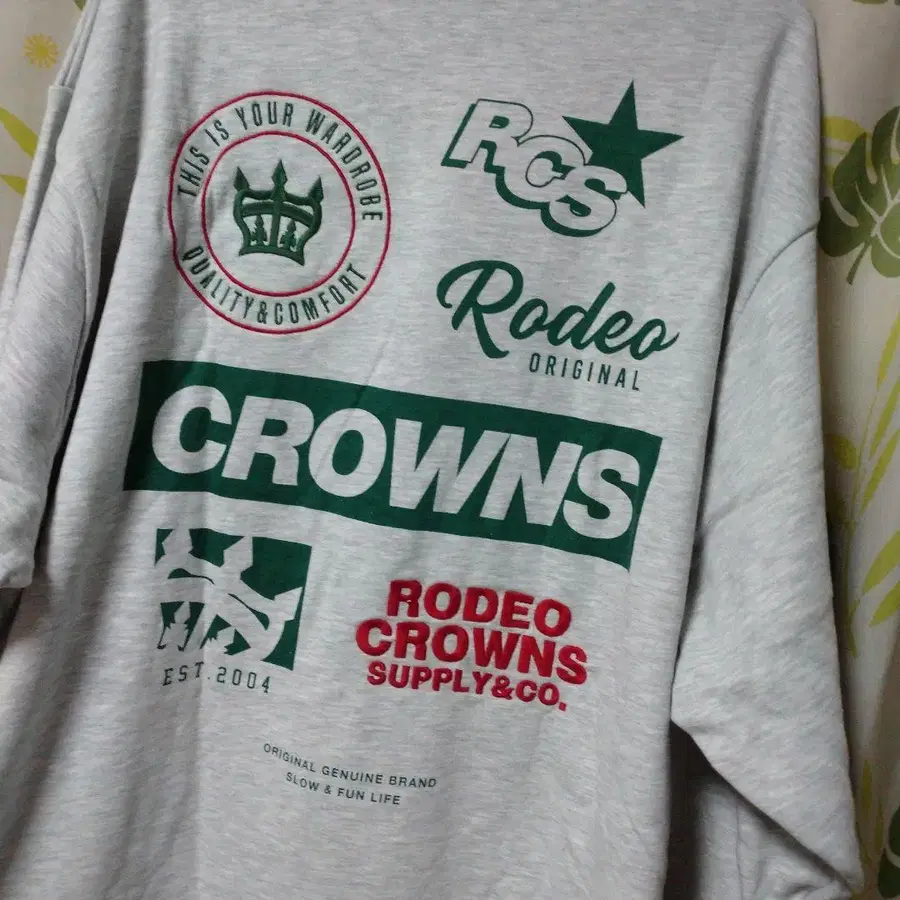 THIS IS YOUR WARDROBE
QUALITY&COMFORT
RCS
Rodeo
ORIGINAL
CROWNS
EST.2004
RODEO
CROWNS
SUPPLY&CO.
ORIGINAL GENUINE BRAND
SLOW & FUN LIFE